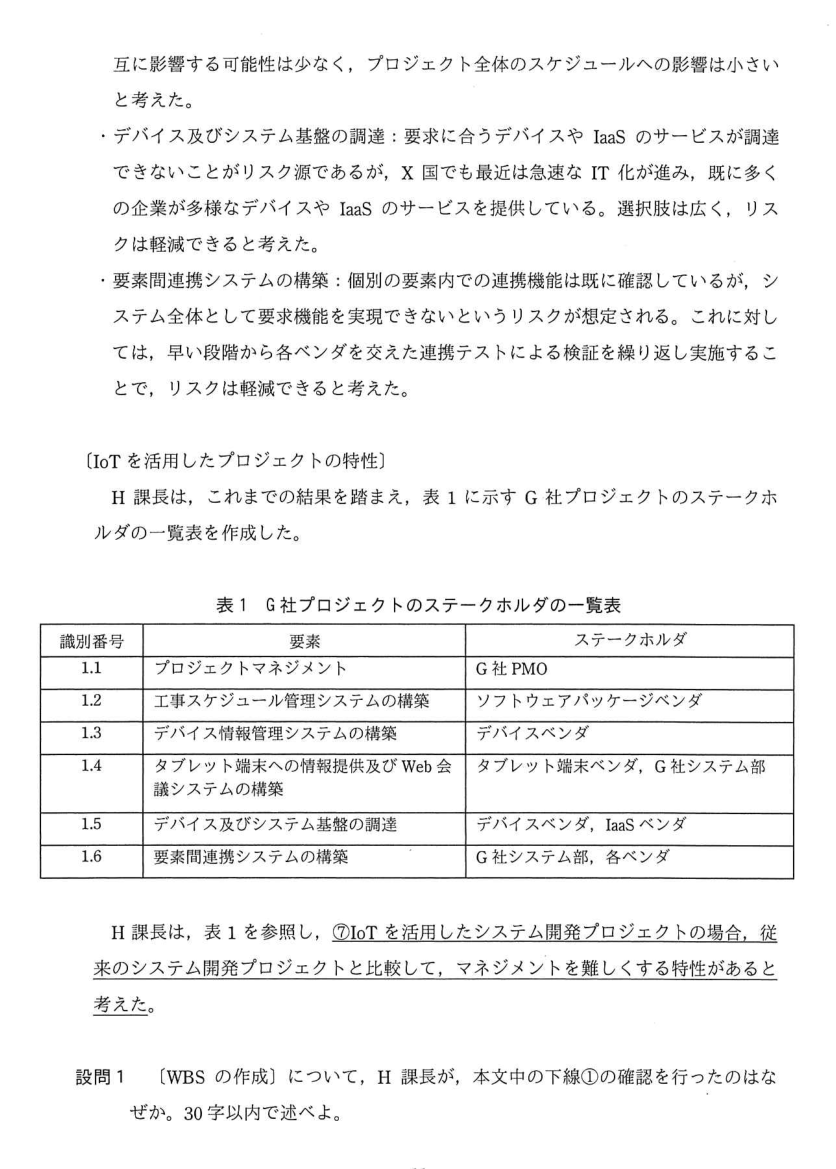 互に影響する可能性は少なく，プロジェクト全体のスケジュールへの影響は小さい
と考えた。
・デバイス及びシステム基盤の調達：要求に合うデバイスや IaaS のサービスが調達
できないことがリスク源であるが，X 国でも最近は急速な IT 化が進み，既に多く
の企業が多様なデバイスや IaaS のサービスを提供している。選択肢は広く，リス
クは軽減できると考えた。
・要素間連携システムの構築：個別の要素内での連携機能は既に確認しているが，シ
ステム全体として要求機能を実現できないというリスクが想定される。これに対し
ては，早い段階から各ベンダを交えた連携テストによる検証を繰り返し実施するこ
とで，リスクは軽減できると考えた。
〔IoT を活用したプロジェクトの特性〕
H 課長は，これまでの結果を踏まえ，表 1 に示す G 社プロジェクトのステークホ
ルダの一覧表を作成した。
表1　G社プロジェクトのステークホルダの一覧表
識別番号 要素 ステークホルダ
1.1 プロジェクトマネジメント G 社 PMO
1.2 工事スケジュール管理システムの構築 ソフトウェアパッケージベンダ
1.3 デバイス情報管理システムの構築 デバイスベンダ
1.4 タブレット端末への情報提供及び Web 会 タブレット端末ベンダ，G 社システム部
議システムの構築
1.5 デバイス及びシステム基盤の調達 デバイスベンダ，IaaS ベンダ
1.6 要素間連携システムの構築 G 社システム部，各ベンダ
H 課長は，表 1 を参照し，⑦IoT を活用したシステム開発プロジェクトの場合，従
来のシステム開発プロジェクトと比較して，マネジメントを難しくする特性があると
考えた。
設問1　〔WBS の作成〕について，H 課長が，本文中の下線①の確認を行ったのはな
ぜか。30 字以内で述べよ。